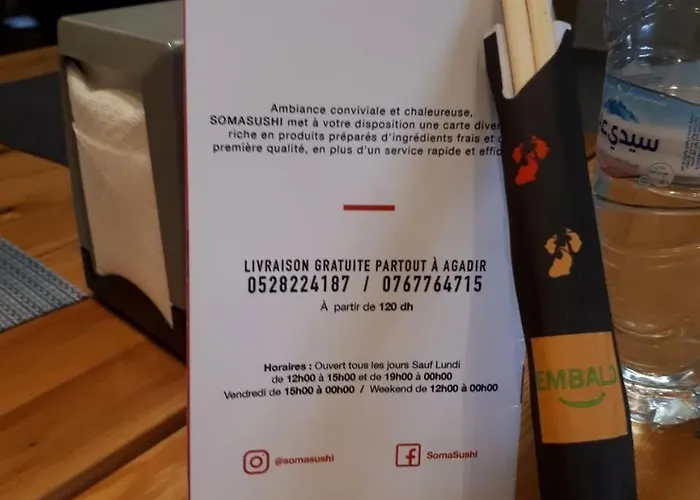 Ambiance conviviale et chaleureuse,
SOMASUSHI met à votre disposition une carte
riche en produits préparés d'ingrédients frais et
première qualité, en plus d'un service rapide et
LIVRAISON GRATUITE PARTOUT À AGADIR
0528224187 / 0767764715
À partir de 120 dh
Horaires : Ouvert tous les jours Sauf Lundi
de 12h00 à 15h00 et de 19h00 à 00h00
Vendredi de 15h00 à 00h00 / Weekend de 12h00 à 00h00
@somasushi
SomaSushi
سيدي